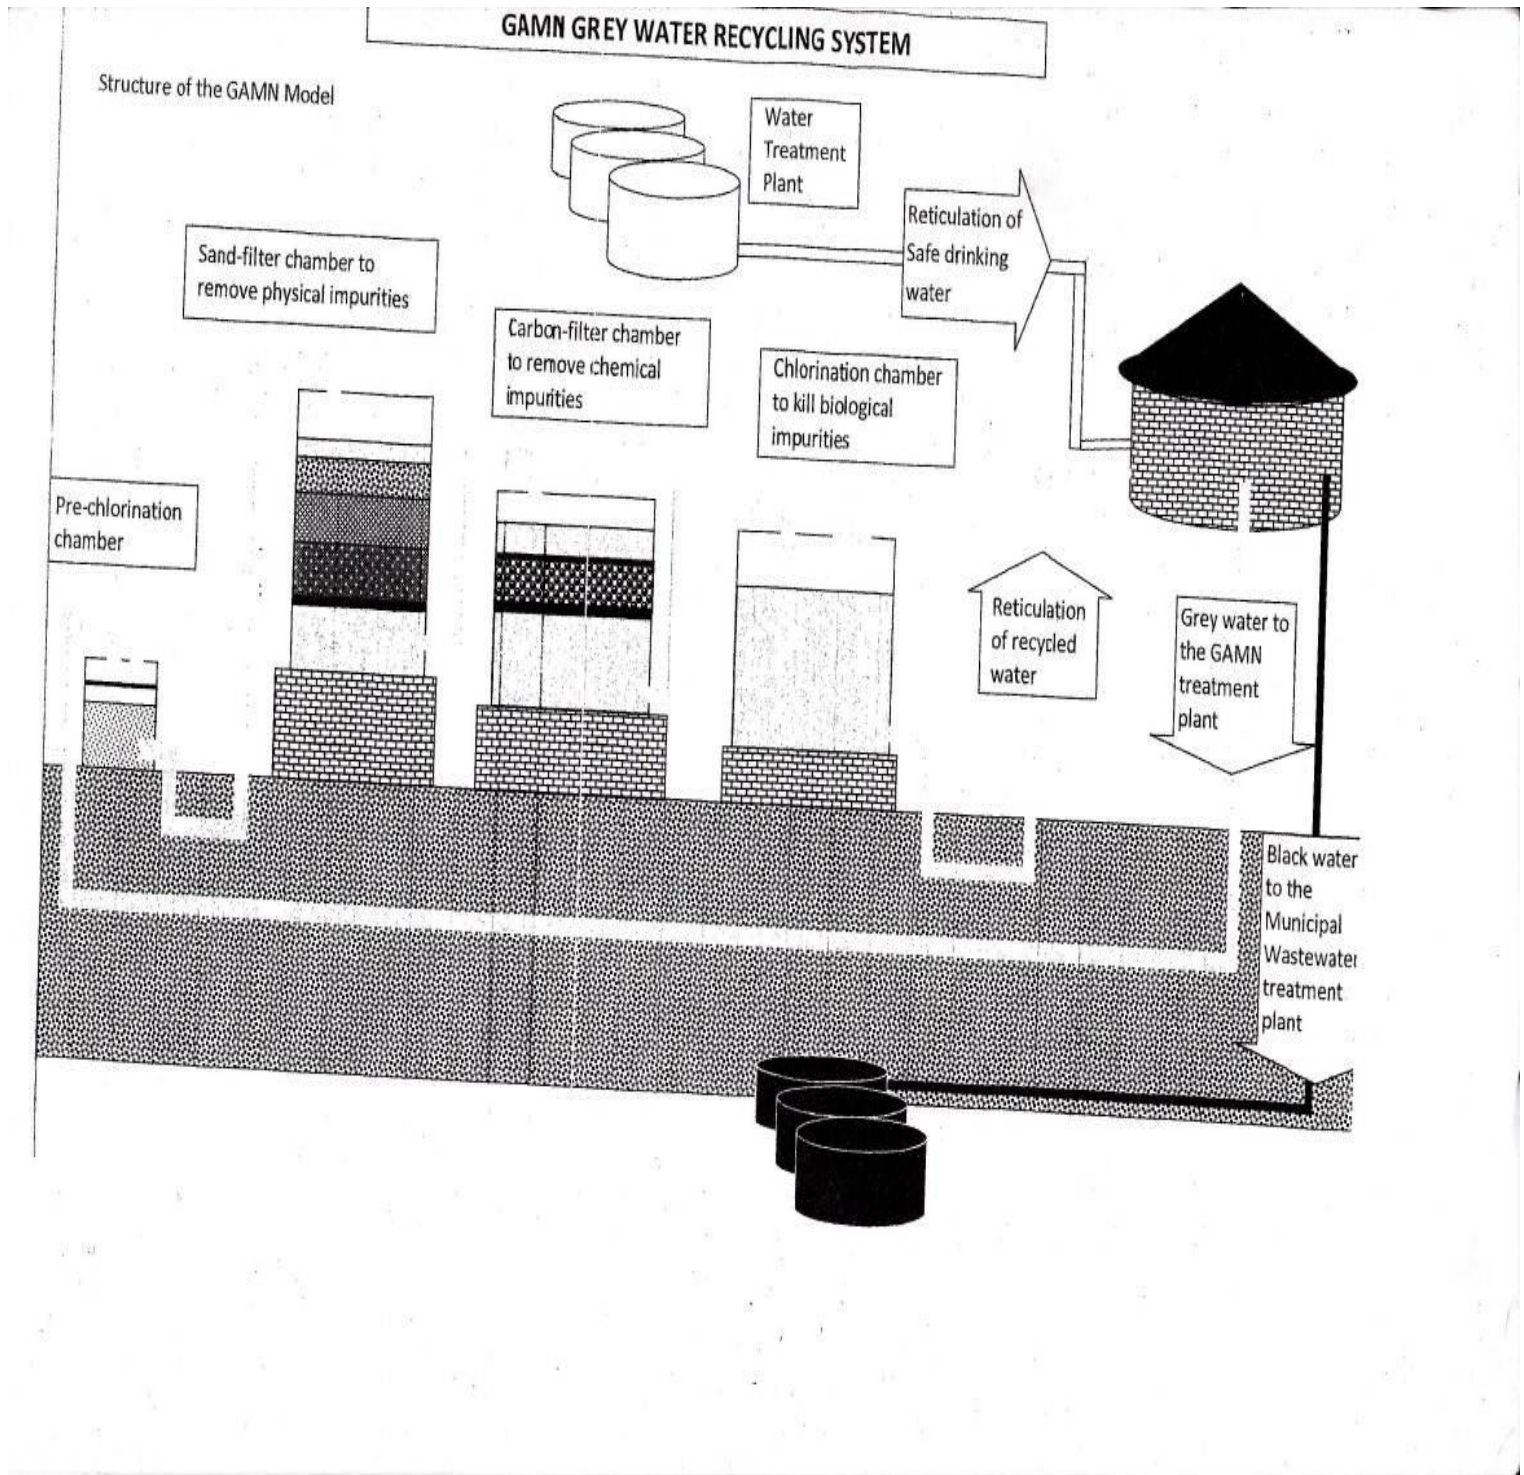 GAMN GREY WATER RECYCLING SYSTEM
Structure of the GAMN Model
Water
Treatment
Plant
Reticulation of
Safe drinking
water
Sand-filter chamber to
remove physical impurities
Carbon-filter chamber
to remove chemical
impurities
Chlorination chamber
to kill biological
impurities
Pre-chlorination
chamber
Reticulation
of recycled
water
Grey water to
the GAMN
treatment
plant
Black water
to the
Municipal
Wastewater
treatment
plant